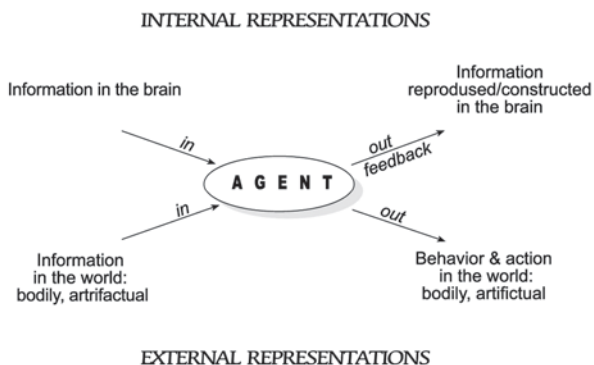 INTERNAL REPRESENTATIONS
Information in the brain
Information
reprodused/constructed
in the brain
in
out
feedback
A G E N T
in
out
Information
in the world:
bodily, artrifactual
Behavior & action
in the world:
bodily, artifictual
EXTERNAL REPRESENTATIONS